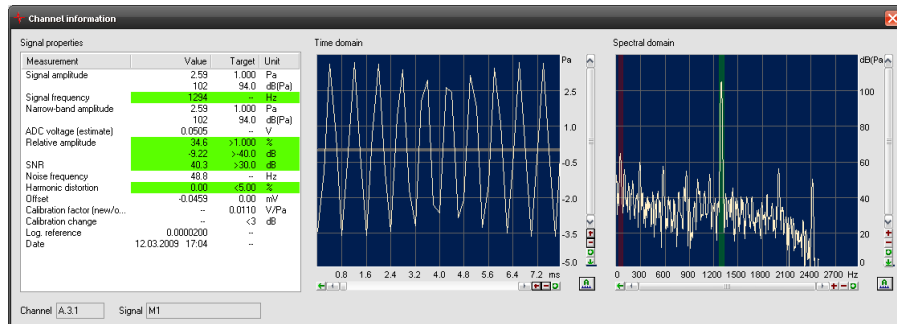 Channel information
Signal properties
Measurement Value Target Unit
Signal amplitude 2.59 1.000 Pa
102 94.0 dB(Pa)
Signal frequency 1294 -- Hz
Narrow-band amplitude 2.59 1.000 Pa
102 94.0 dB(Pa)
ADC voltage (estimate) 0.0505 -- V
Relative amplitude 34.6 >1.000 %
-9.22 >-40.0 dB
SNR 40.3 >30.0 dB
Noise frequency 48.8 -- Hz
Harmonic distortion 0.00 <5.00 %
Offset -0.0459 0.00 mV
Calibration factor (new/o... -- 0.0110 V/Pa
Calibration change -- <3 dB
Log. reference 0.0000200 --
Date 12.03.2009 17:04 --
Time domain
Pa
2.5
1.0
-0.5
-2.0
-3.5
-5.0
0.8 1.6 2.4 3.2 4.0 4.8 5.6 6.4 7.2 ms
Spectral domain
dB(Pa)
100
80
60
40
20
0
0 300 600 900 1200 1500 1800 2100 2400 2700 Hz
Channel A.3.1 Signal M1